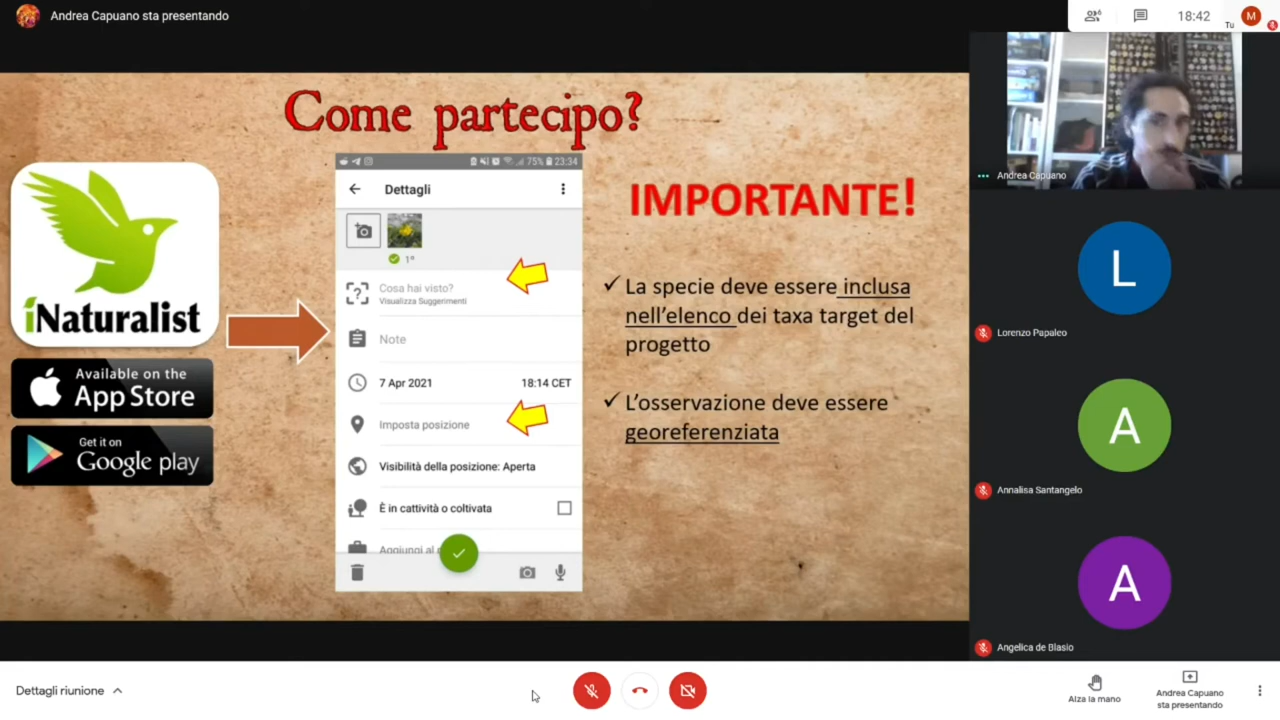 Andrea Capuano sta presentando
6
18:42
Tu
M
Come partecipo?
iNaturalist
Available on the
App Store
Get it on
Google play
75% 23:34
Dettagli
1°
Cosa hai visto?
Visualizza Suggerimenti
Note
7 Apr 2021 18:14 CET
Imposta posizione
Visibilità della posizione: Aperta
È in cattività o coltivata
Aggiungi al
IMPORTANTE!
La specie deve essere inclusa
nell'elenco dei taxa target del
progetto
L'osservazione deve essere
georeferenziata
Andrea Capuano
L
Lorenzo Papaleo
A
Annalisa Santangelo
A
Angelica de Blasio
Dettagli riunione
Alza la mano
Andrea Capuano
sta presentando